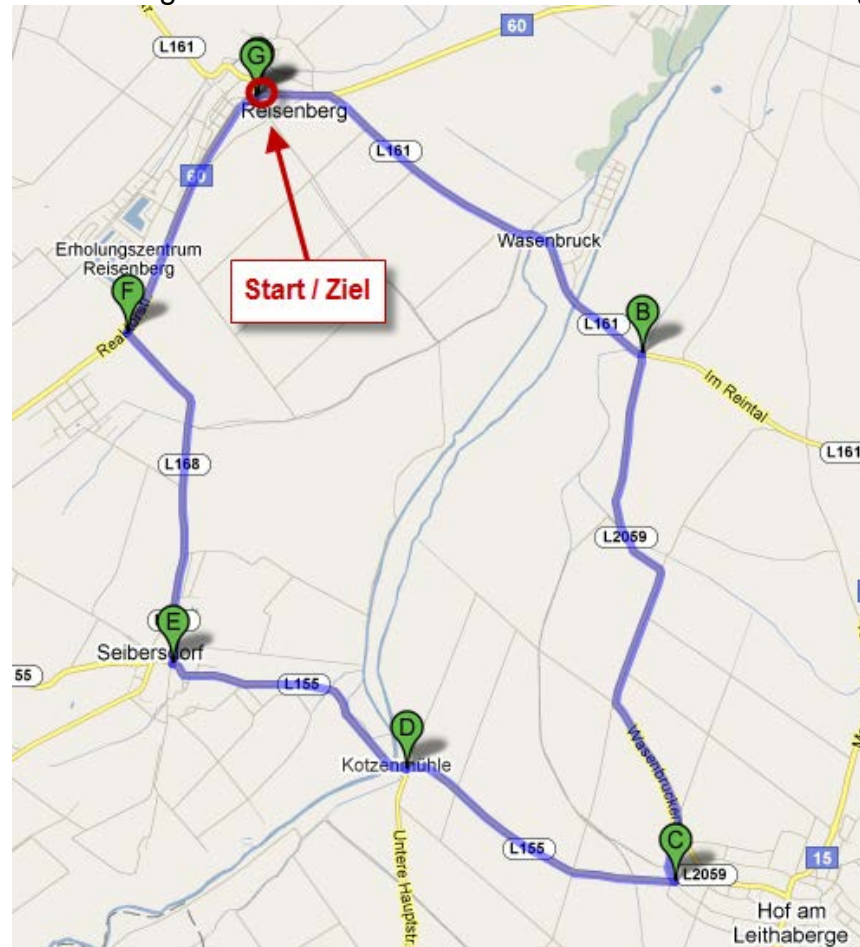 L161
60
G
Reisenberg
L161
60
Wasenbruck
Erholungszentrum
Reisenberg
Start / Ziel
F
B
L161
Im Reintal
L161
L168
L2059
E
Seibersdorf
55
L155
D
Kotzenmühle
Untere Hauptstr.
L155
C
L2059
15
Hof am
Leithaberge